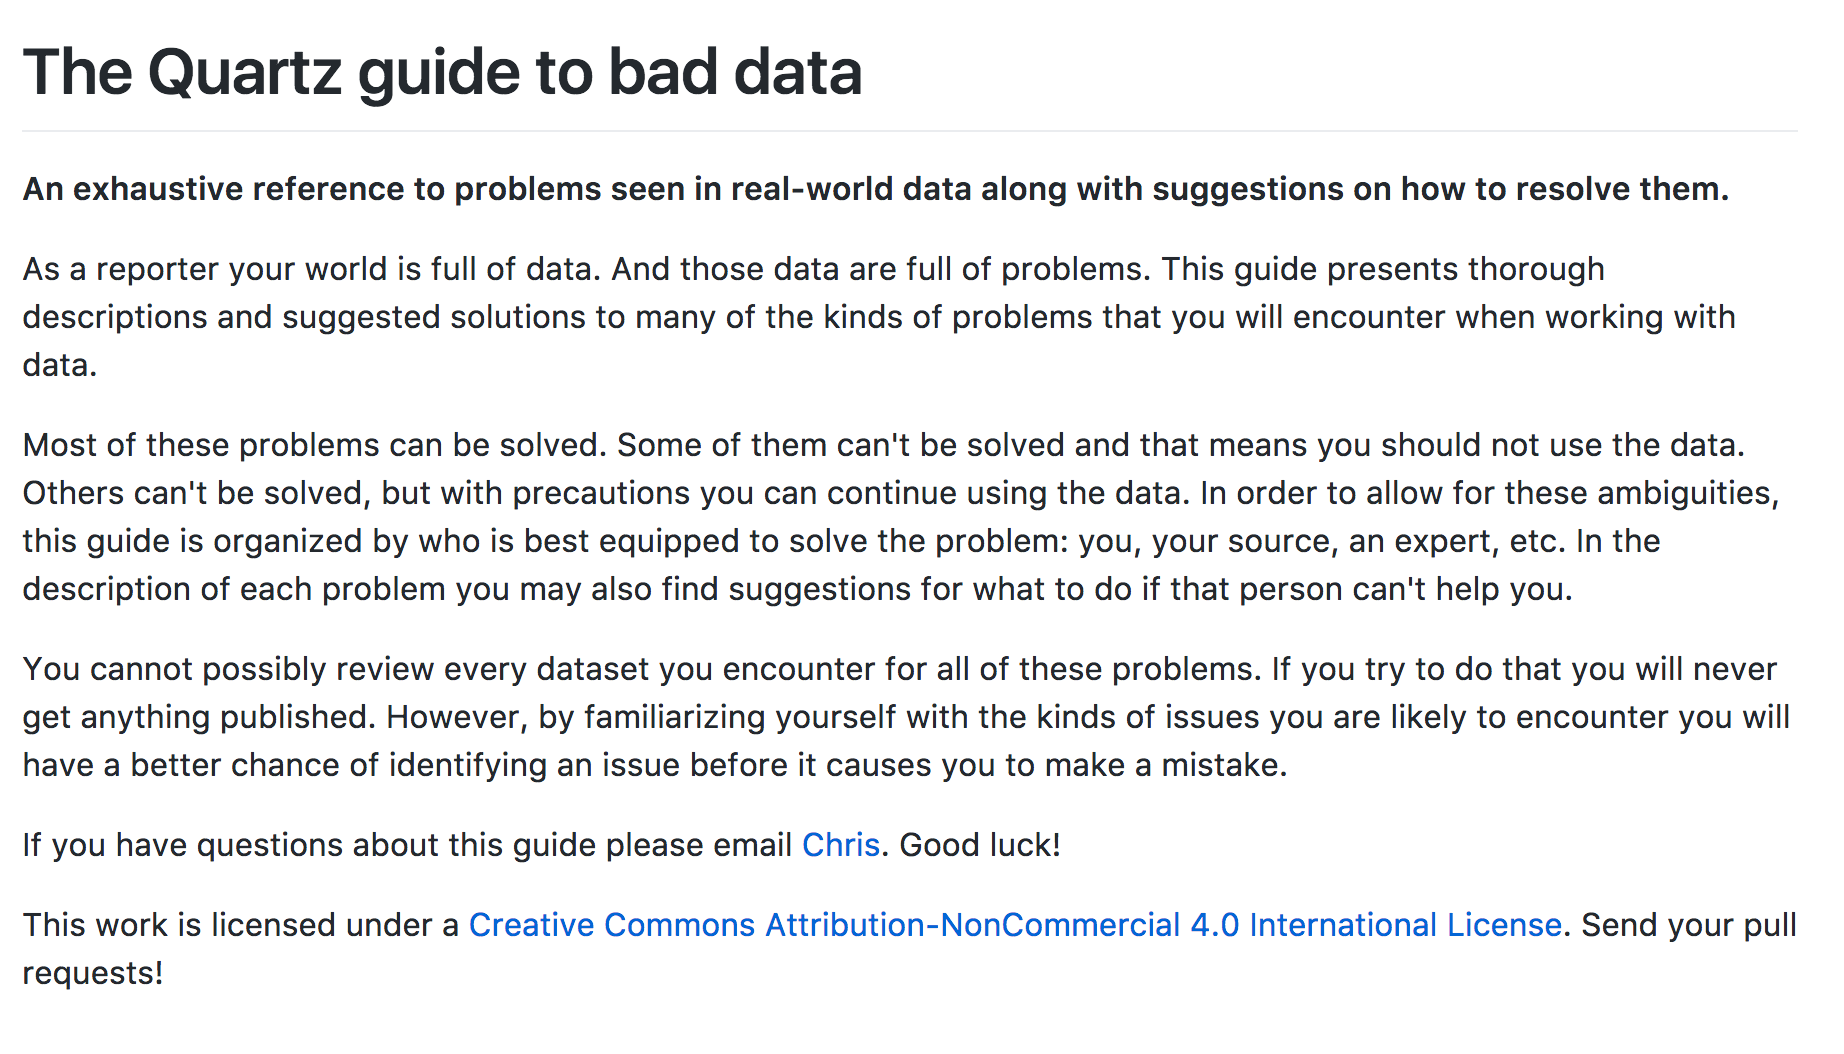 The Quartz guide to bad data
An exhaustive reference to problems seen in real-world data along with suggestions on how to resolve them.
As a reporter your world is full of data. And those data are full of problems. This guide presents thorough
descriptions and suggested solutions to many of the kinds of problems that you will encounter when working with
data.
Most of these problems can be solved. Some of them can't be solved and that means you should not use the data.
Others can't be solved, but with precautions you can continue using the data. In order to allow for these ambiguities,
this guide is organized by who is best equipped to solve the problem: you, your source, an expert, etc. In the
description of each problem you may also find suggestions for what to do if that person can't help you.
You cannot possibly review every dataset you encounter for all of these problems. If you try to do that you will never
get anything published. However, by familiarizing yourself with the kinds of issues you are likely to encounter you will
have a better chance of identifying an issue before it causes you to make a mistake.
If you have questions about this guide please email Chris. Good luck!
This work is licensed under a Creative Commons Attribution-NonCommercial 4.0 International License. Send your pull
requests!